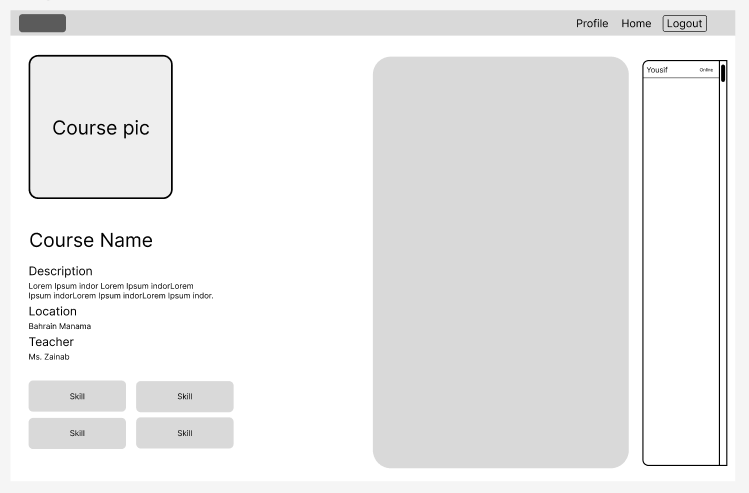 Profile Home Logout
Course pic
Course Name
Description
Lorem Ipsum indor Lorem Ipsum indorLorem
Ipsum indorLorem Ipsum indorLorem Ipsum indor.
Location
Bahrain Manama
Teacher
Ms. Zainab
Skill Skill
Skill Skill
Yousif Online